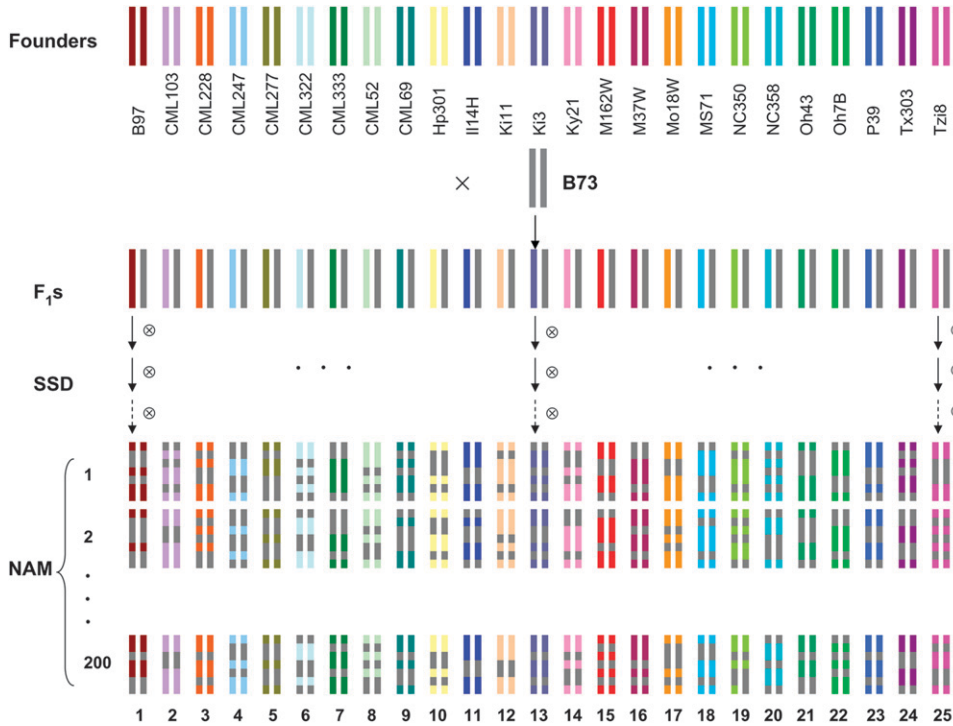 Founders
B97 CML103 CML228 CML247 CML277 CML322 CML333 CML52 CML69 Hp301 Il14H Ki11 Ki3 Ky21 M162W M37W Mo18W MS71 NC350 NC358 Oh43 Oh7B P39 Tx303 Tzi8
× B73
F1s
SSD
1
2
NAM
200
1 2 3 4 5 6 7 8 9 10 11 12 13 14 15 16 17 18 19 20 21 22 23 24 25